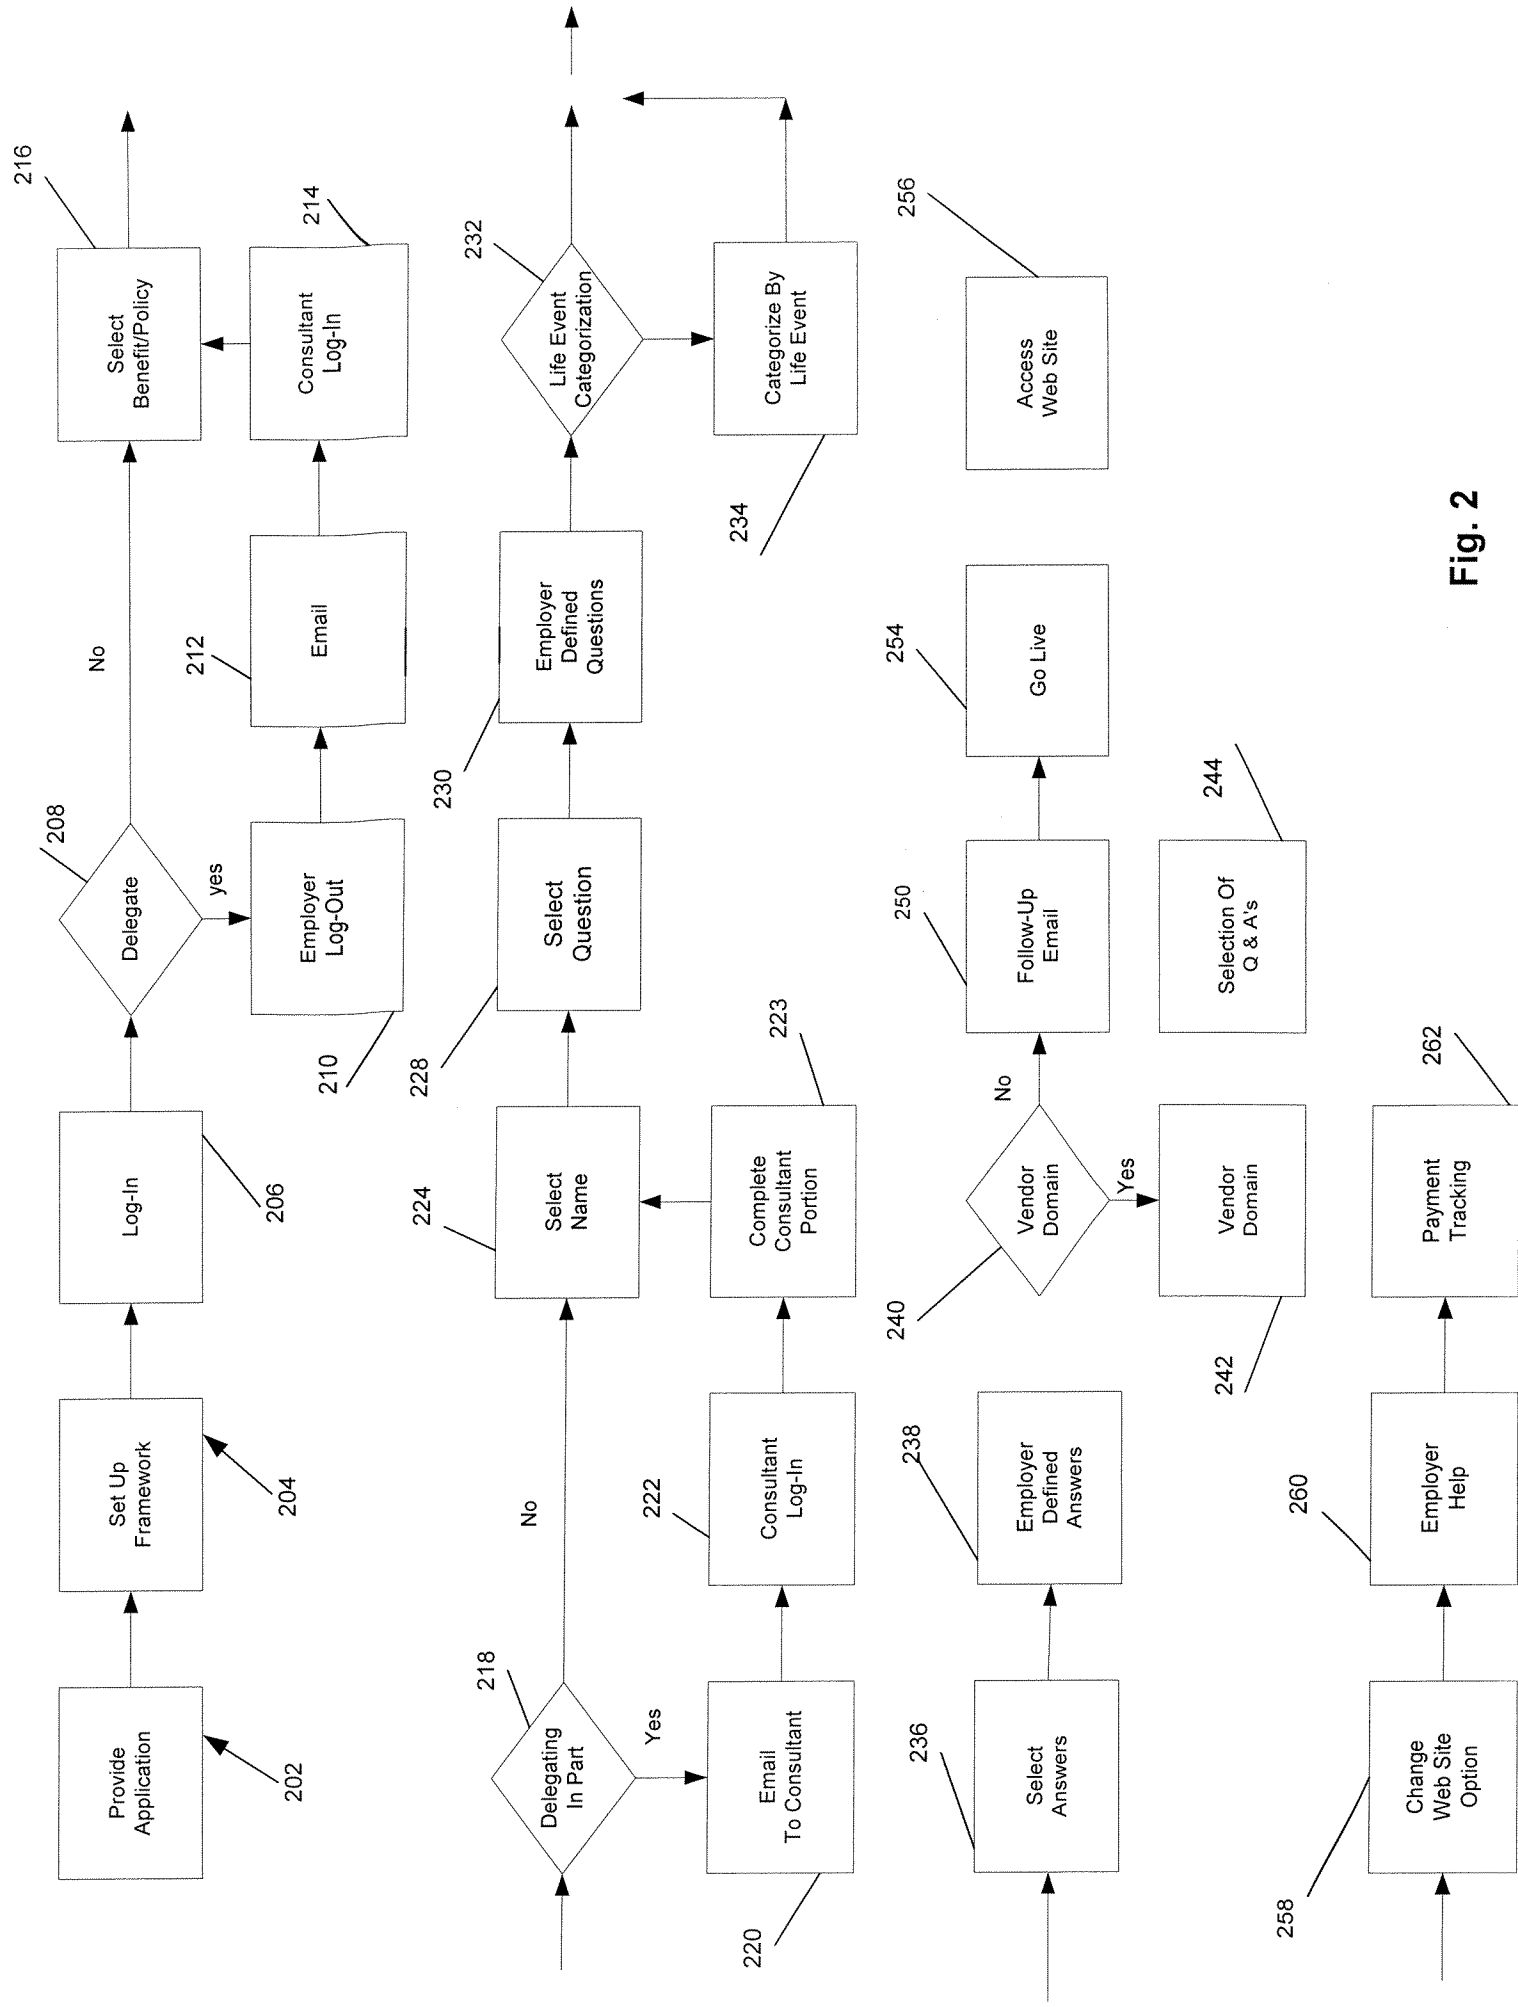 Provide
Application
202
Set Up
Framework
204
Log-In
206
Delegate
208
No
yes
Employer
Log-Out
210
Email
212
Consultant
Log-In
214
Select
Benefit/Policy
216
Delegating
In Part
218
No
Yes
Email
To Consultant
220
Consultant
Log-In
222
Complete
Consultant
Portion
223
Select
Name
224
Select
Question
228
Employer
Defined
Questions
230
Life Event
Categorization
232
Categorize By
Life Event
234
Select
Answers
236
Employer
Defined
Answers
238
Vendor
Domain
240
No
Yes
Vendor
Domain
242
Selection Of
Q & A's
244
Follow-Up
Email
250
Go Live
254
Access
Web Site
256
Change
Web Site
Option
258
Employer
Help
260
Payment
Tracking
262
Fig. 2